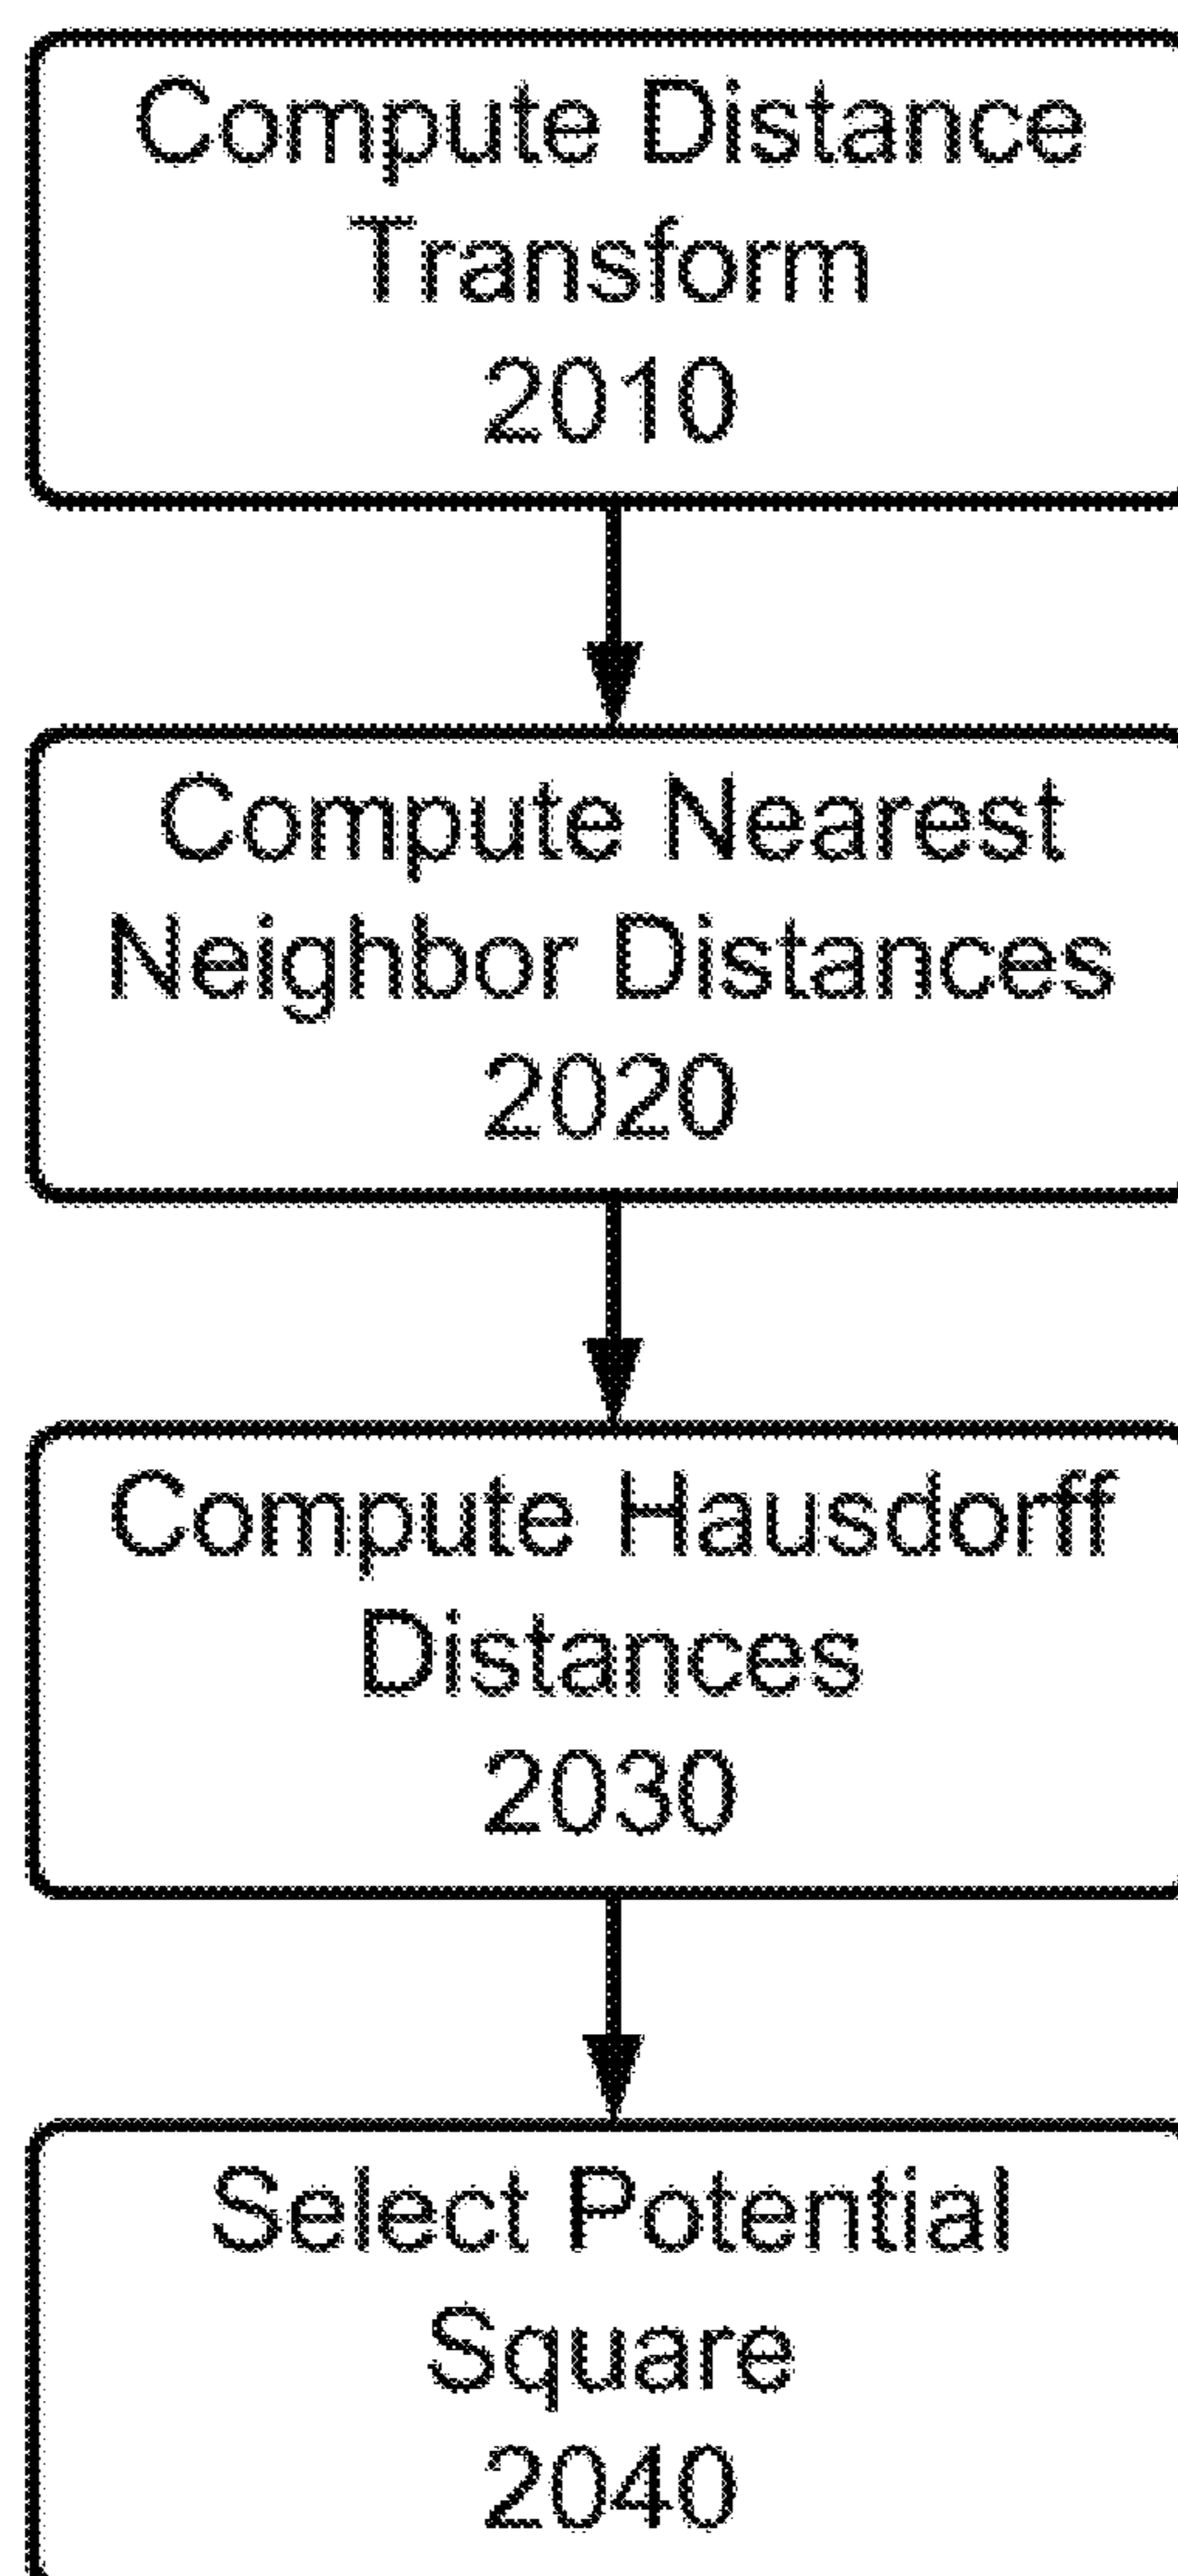 Compute Distance
Transform
2010
Compute Nearest
Neighbor Distances
2020
Compute Hausdorff
Distances
2030
Select Potential
Square
2040